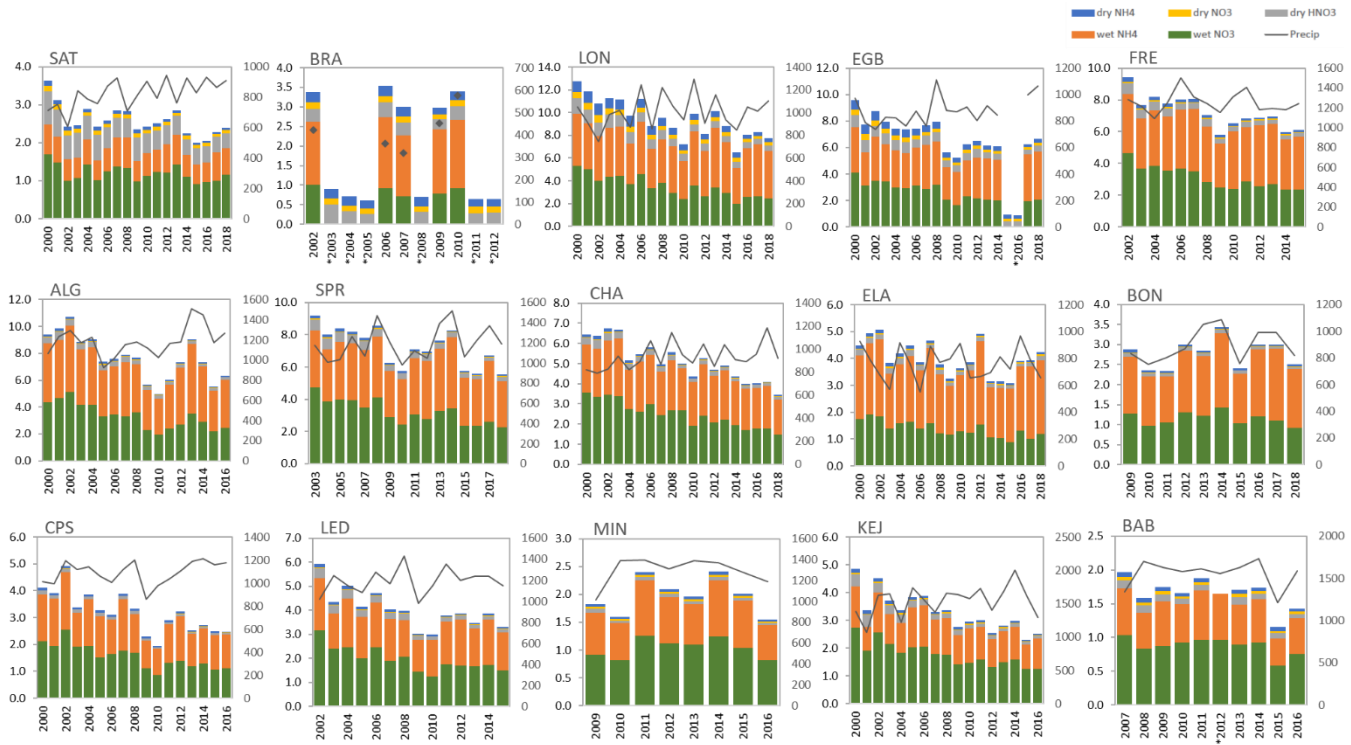 dry NH4 dry NO3 dry HNO3
wet NH4 wet NO3 Precip
SAT
4.0 3.0 2.0 1.0 0.0
1000 900 800 700 600 500 400 300 200 100 0
2000 2002 2004 2006 2008 2010 2012 2014 2016 2018
BRA
4.0 3.5 3.0 2.5 2.0 1.5 1.0 0.5 0.0
700 600 500 400 300 200 100 0
2002 *2003 *2004 *2005 2006 2007 *2008 2009 2010 *2011 *2012
LON
14.0 12.0 10.0 8.0 6.0 4.0 2.0 0.0
1400 1200 1000 800 600 400 200 0
2000 2002 2004 2006 2008 2010 2012 2014 2016 2018
EGB
12.0 10.0 8.0 6.0 4.0 2.0 0.0
1200 1000 800 600 400 200 0
2000 2002 2004 2006 2008 2010 2012 2014 *2016 2018
FRE
10.0 8.0 6.0 4.0 2.0 0.0
1600 1400 1200 1000 800 600 400 200 0
2002 2004 2006 2008 2010 2012 2014
ALG
12.0 10.0 8.0 6.0 4.0 2.0 0.0
1600 1400 1200 1000 800 600 400 200 0
2000 2002 2004 2006 2008 2010 2012 2014 2016
SPR
10.0 8.0 6.0 4.0 2.0 0.0
1600 1400 1200 1000 800 600 400 200 0
2003 2005 2007 2009 2011 2013 2015 2017
CHA
8.0 7.0 6.0 5.0 4.0 3.0 2.0 1.0 0.0
1400 1200 1000 800 600 400 200 0
2000 2002 2004 2006 2008 2010 2012 2014 2016 2018
ELA
6.0 5.0 4.0 3.0 2.0 1.0 0.0
1200 1000 800 600 400 200 0
2000 2002 2004 2006 2008 2010 2012 2014 2016 2018
BON
4.0 3.5 3.0 2.5 2.0 1.5 1.0 0.5 0.0
1200 1000 800 600 400 200 0
2009 2010 2011 2012 2013 2014 2015 2016 2017 2018
CPS
6.0 5.0 4.0 3.0 2.0 1.0 0.0
1400 1200 1000 800 600 400 200 0
2000 2002 2004 2006 2008 2010 2012 2014 2016
LED
7.0 6.0 5.0 4.0 3.0 2.0 1.0 0.0
1600 1400 1200 1000 800 600 400 200 0
2002 2004 2006 2008 2010 2012 2014
MIN
3.0 2.5 2.0 1.5 1.0 0.5 0.0
1600 1400 1200 1000 800 600 400 200 0
2009 2010 2011 2012 2013 2014 2015 2016
KEJ
6.0 5.0 4.0 3.0 2.0 1.0 0.0
2500 2000 1500 1000 500 0
2000 2002 2004 2006 2008 2010 2012 2014 2016
BAB
2.5 2.0 1.5 1.0 0.5 0.0
2000 1500 1000 500 0
2007 2008 2009 2010 2011 *2012 2013 2014 2015 2016